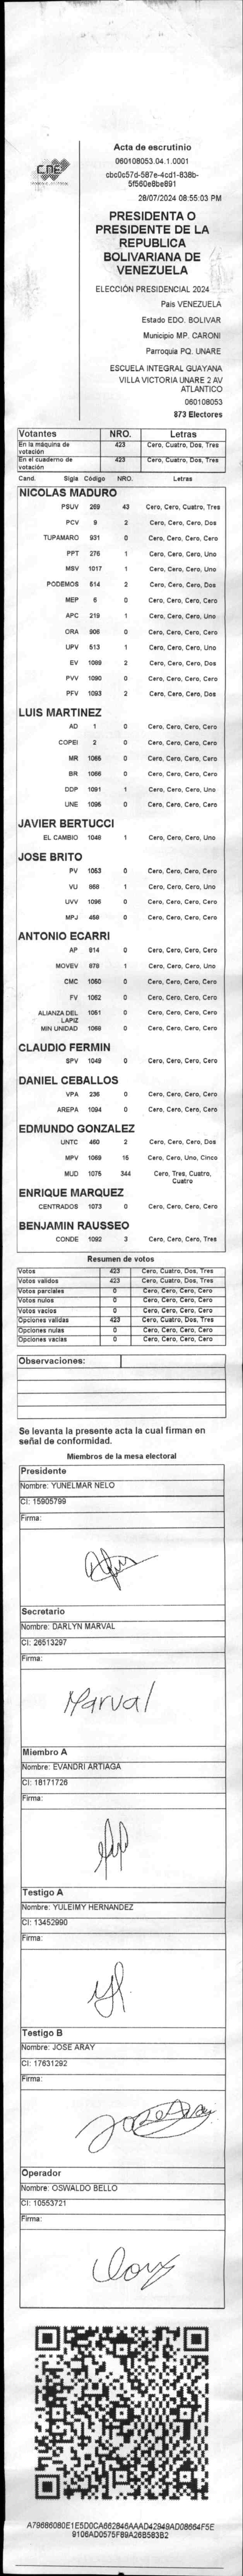 CNE
Acta de escrutinio
060108053.04.1.0001
cbc0c57d-587e-4cd1-838b-
5f560e8be891
28/07/2024 08:55:03 PM
PRESIDENTA O
PRESIDENTE DE LA
REPUBLICA
BOLIVARIANA DE
VENEZUELA
ELECCIÓN PRESIDENCIAL 2024
Pais VENEZUELA
Estado EDO. BOLIVAR
Municipio MP. CARONI
Parroquia PQ. UNARE
ESCUELA INTEGRAL GUAYANA
VILLA VICTORIA UNARE 2 AV
ATLANTICO
060108053
873 Electores
Votantes NRO. Letras
En la máquina de votación 423 Cero, Cuatro, Dos, Tres
En el cuaderno de votación 423 Cero, Cuatro, Dos, Tres
Cand. Sigla Código NRO. Letras
NICOLAS MADURO
PSUV 269 43 Cero, Cero, Cuatro, Tres
PCV 9 2 Cero, Cero, Cero, Dos
TUPAMARO 931 0 Cero, Cero, Cero, Cero
PPT 276 1 Cero, Cero, Cero, Uno
MSV 1017 1 Cero, Cero, Cero, Uno
PODEMOS 514 2 Cero, Cero, Cero, Dos
MEP 6 0 Cero, Cero, Cero, Cero
APC 219 1 Cero, Cero, Cero, Uno
ORA 906 0 Cero, Cero, Cero, Cero
UPV 513 1 Cero, Cero, Cero, Uno
EV 1089 2 Cero, Cero, Cero, Dos
PVV 1090 0 Cero, Cero, Cero, Cero
PFV 1093 2 Cero, Cero, Cero, Dos
LUIS MARTINEZ
AD 1 0 Cero, Cero, Cero, Cero
COPEI 2 0 Cero, Cero, Cero, Cero
MR 1065 0 Cero, Cero, Cero, Cero
BR 1066 0 Cero, Cero, Cero, Cero
DDP 1091 1 Cero, Cero, Cero, Uno
UNE 1095 0 Cero, Cero, Cero, Cero
JAVIER BERTUCCI
EL CAMBIO 1048 1 Cero, Cero, Cero, Uno
JOSE BRITO
PV 1053 0 Cero, Cero, Cero, Cero
VU 868 1 Cero, Cero, Cero, Uno
UVV 1096 0 Cero, Cero, Cero, Cero
MPJ 458 0 Cero, Cero, Cero, Cero
ANTONIO ECARRI
AP 914 0 Cero, Cero, Cero, Cero
MOVEV 978 1 Cero, Cero, Cero, Uno
CMC 1050 0 Cero, Cero, Cero, Cero
FV 1052 0 Cero, Cero, Cero, Cero
ALIANZA DEL LAPIZ 1051 0 Cero, Cero, Cero, Cero
MIN UNIDAD 1068 0 Cero, Cero, Cero, Cero
CLAUDIO FERMIN
SPV 1049 0 Cero, Cero, Cero, Cero
DANIEL CEBALLOS
VPA 236 0 Cero, Cero, Cero, Cero
AREPA 1094 0 Cero, Cero, Cero, Cero
EDMUNDO GONZALEZ
UNTC 460 2 Cero, Cero, Cero, Dos
MPV 1069 15 Cero, Cero, Uno, Cinco
MUD 1075 344 Cero, Tres, Cuatro, Cuatro
ENRIQUE MARQUEZ
CENTRADOS 1073 0 Cero, Cero, Cero, Cero
BENJAMIN RAUSSEO
CONDE 1092 3 Cero, Cero, Cero, Tres
Resumen de votos
Votos 423 Cero, Cuatro, Dos, Tres
Votos validos 423 Cero, Cuatro, Dos, Tres
Votos parciales 0 Cero, Cero, Cero, Cero
Votos nulos 0 Cero, Cero, Cero, Cero
Votos vacios 0 Cero, Cero, Cero, Cero
Opciones validas 423 Cero, Cuatro, Dos, Tres
Opciones nulas 0 Cero, Cero, Cero, Cero
Opciones vacias 0 Cero, Cero, Cero, Cero
Observaciones:
Se levanta la presente acta la cual firman en
señal de conformidad.
Miembros de la mesa electoral
Presidente
Nombre: YUNELMAR NELO
CI: 15905799
Firma:
Secretario
Nombre: DARLYN MARVAL
CI: 26513297
Firma:
Marval
Miembro A
Nombre: EVANDRI ARTIAGA
CI: 18171726
Firma:
Testigo A
Nombre: YULEIMY HERNANDEZ
CI: 13452990
Firma:
Testigo B
Nombre: JOSE ARAY
CI: 17631292
Firma:
Jose Aray
Operador
Nombre: OSWALDO BELLO
CI: 10553721
Firma:
A79686080E1E5D0CA662846AAAD42949AD08664F5E
9106AD0575F89A26B583B2